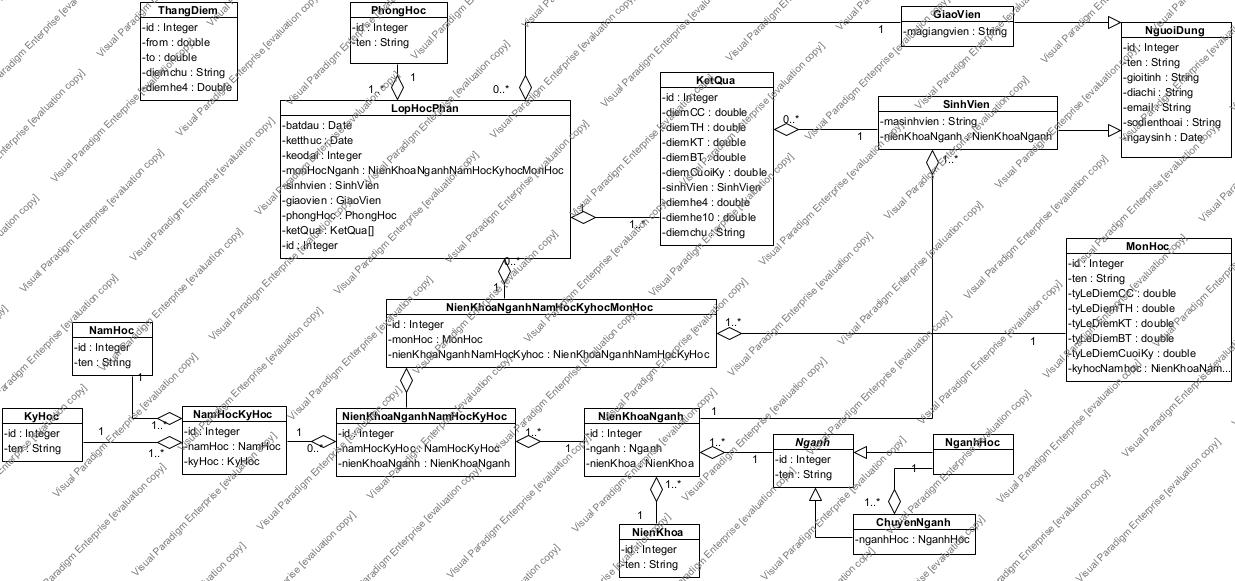 ThangDiem
-id : Integer
-from : double
-to : double
-diemchu : String
-diemhe4 : Double
PhongHoc
-id : Integer
-ten : String
1
1..*
GiaoVien
-magiangvien : String
1
0..*
NguoiDung
-id : Integer
-ten : String
-gioitinh : String
-diachi : String
-email : String
-sodienthoai : String
-ngaysinh : Date
LopHocPhan
-batdau : Date
-ketthuc : Date
-keodai : Integer
-monHocNganh : NienKhoaNganhNamHocKyhocMonHoc
-sinhvien : SinhVien
-giaovien : GiaoVien
-phongHoc : PhongHoc
-ketQua : KetQua[]
-id : Integer
KetQua
-id : Integer
-diemCC : double
-diemTH : double
-diemKT : double
-diemBT : double
-diemCuoiKy : double
-sinhVien : SinhVien
-diemhe4 : double
-diemhe10 : double
-diemchu : String
0..*
1
SinhVien
-masinhvien : String
-nienKhoaNganh : NienKhoaNganh
1..*
1
1..*
0..*
1
NienKhoaNganhNamHocKyhocMonHoc
-id : Integer
-monHoc : MonHoc
-nienKhoaNganhNamHocKyhoc : NienKhoaNganhNamHocKyHoc
1..*
1
MonHoc
-id : Integer
-ten : String
-tyLeDiemCC : double
-tyLeDiemTH : double
-tyLeDiemKT : double
-tyLeDiemBT : double
-tyLeDiemCuoiKy : double
-kyhocNamhoc : NienKhoaNam...
NamHoc
-id : Integer
-ten : String
1
1..*
KyHoc
-id : Integer
-ten : String
1
1..*
NamHocKyHoc
-id : Integer
-namHoc : NamHoc
-kyHoc : KyHoc
1
0..*
NienKhoaNganhNamHocKyHoc
-id : Integer
-namHocKyHoc : NamHocKyHoc
-nienKhoaNganh : NienKhoaNganh
1..*
1
NienKhoaNganh
-id : Integer
-nganh : Nganh
-nienKhoa : NienKhoa
1
1..*
1
Nganh
-id : Integer
-ten : String
NganhHoc
1
1..*
ChuyenNganh
-nganhHoc : NganhHoc
1..*
1
NienKhoa
-id : Integer
-ten : String
Visual Paradigm Enterprise [evaluation copy]